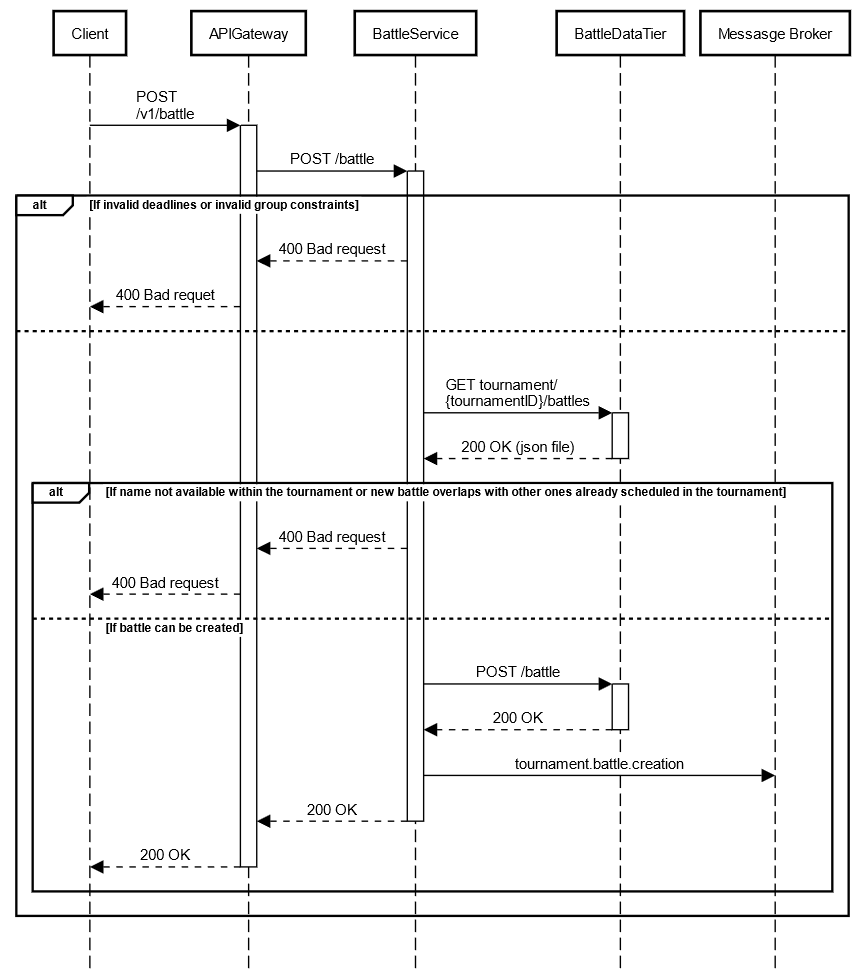 Client
APIGateway
BattleService
BattleDataTier
Messasge Broker
POST
/v1/battle
POST /battle
alt
[If invalid deadlines or invalid group constraints]
400 Bad request
400 Bad requet
GET tournament/
{tournamentID}/battles
200 OK (json file)
alt
[If name not available within the tournament or new battle overlaps with other ones already scheduled in the tournament]
400 Bad request
400 Bad request
[If battle can be created]
POST /battle
200 OK
tournament.battle.creation
200 OK
200 OK